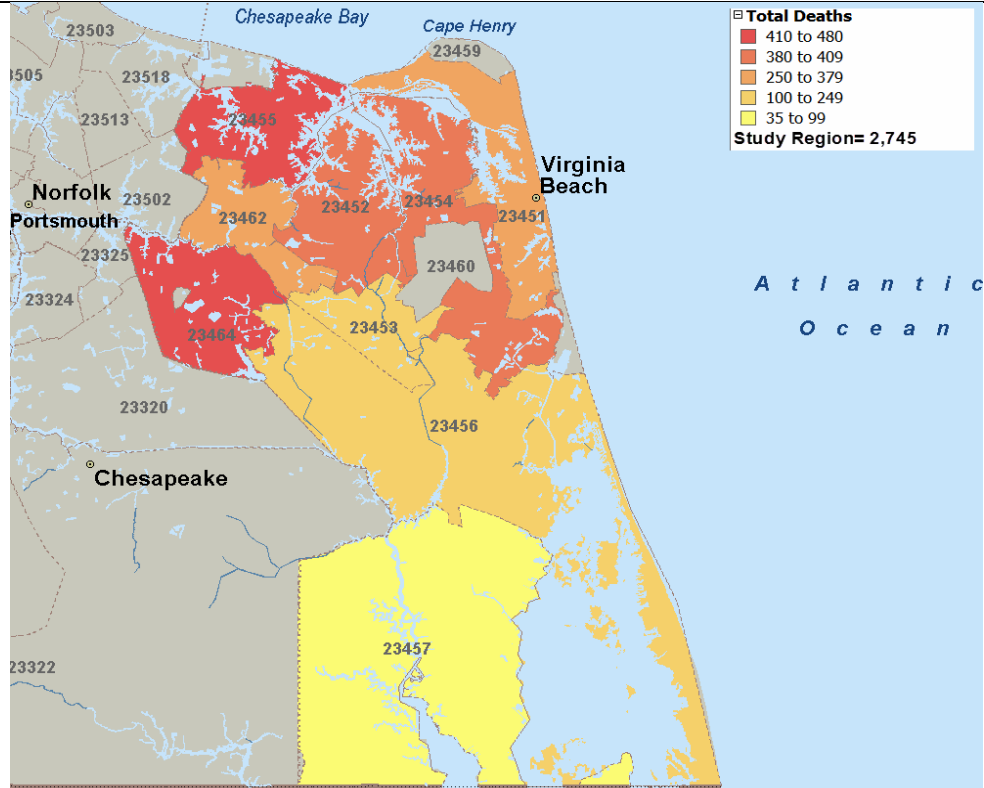 Chesapeake Bay
Cape Henry
Total Deaths
410 to 480
380 to 409
250 to 379
100 to 249
35 to 99
Study Region= 2,745
23503
23459
3505
23518
23513
23455
Virginia
Beach
Norfolk
Portsmouth
23502
23462
23452
23454
23451
23325
23460
23324
23464
23453
Atlantic
Ocean
23320
23456
Chesapeake
23457
23322